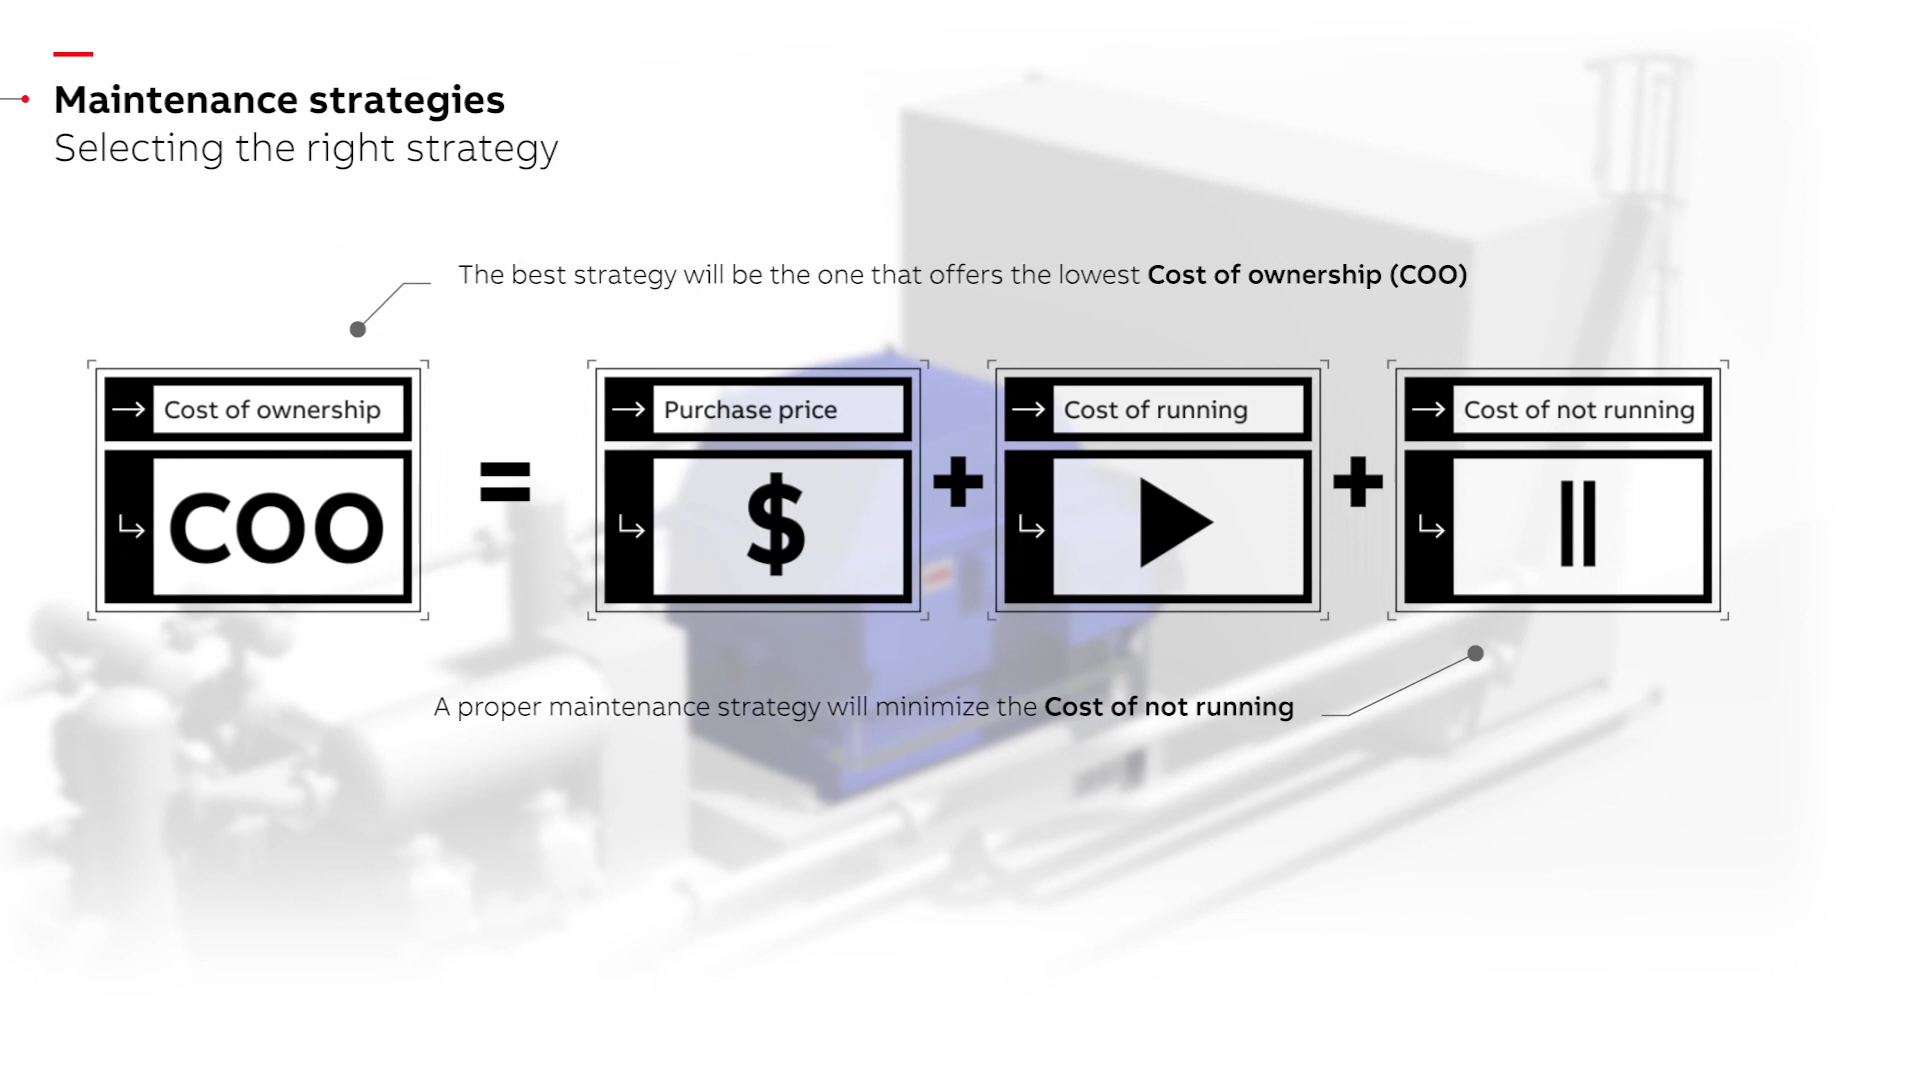 Maintenance strategies
Selecting the right strategy
The best strategy will be the one that offers the lowest Cost of ownership (COO)
Cost of ownership
COO
=
Purchase price
$
+
Cost of running
+
Cost of not running
A proper maintenance strategy will minimize the Cost of not running